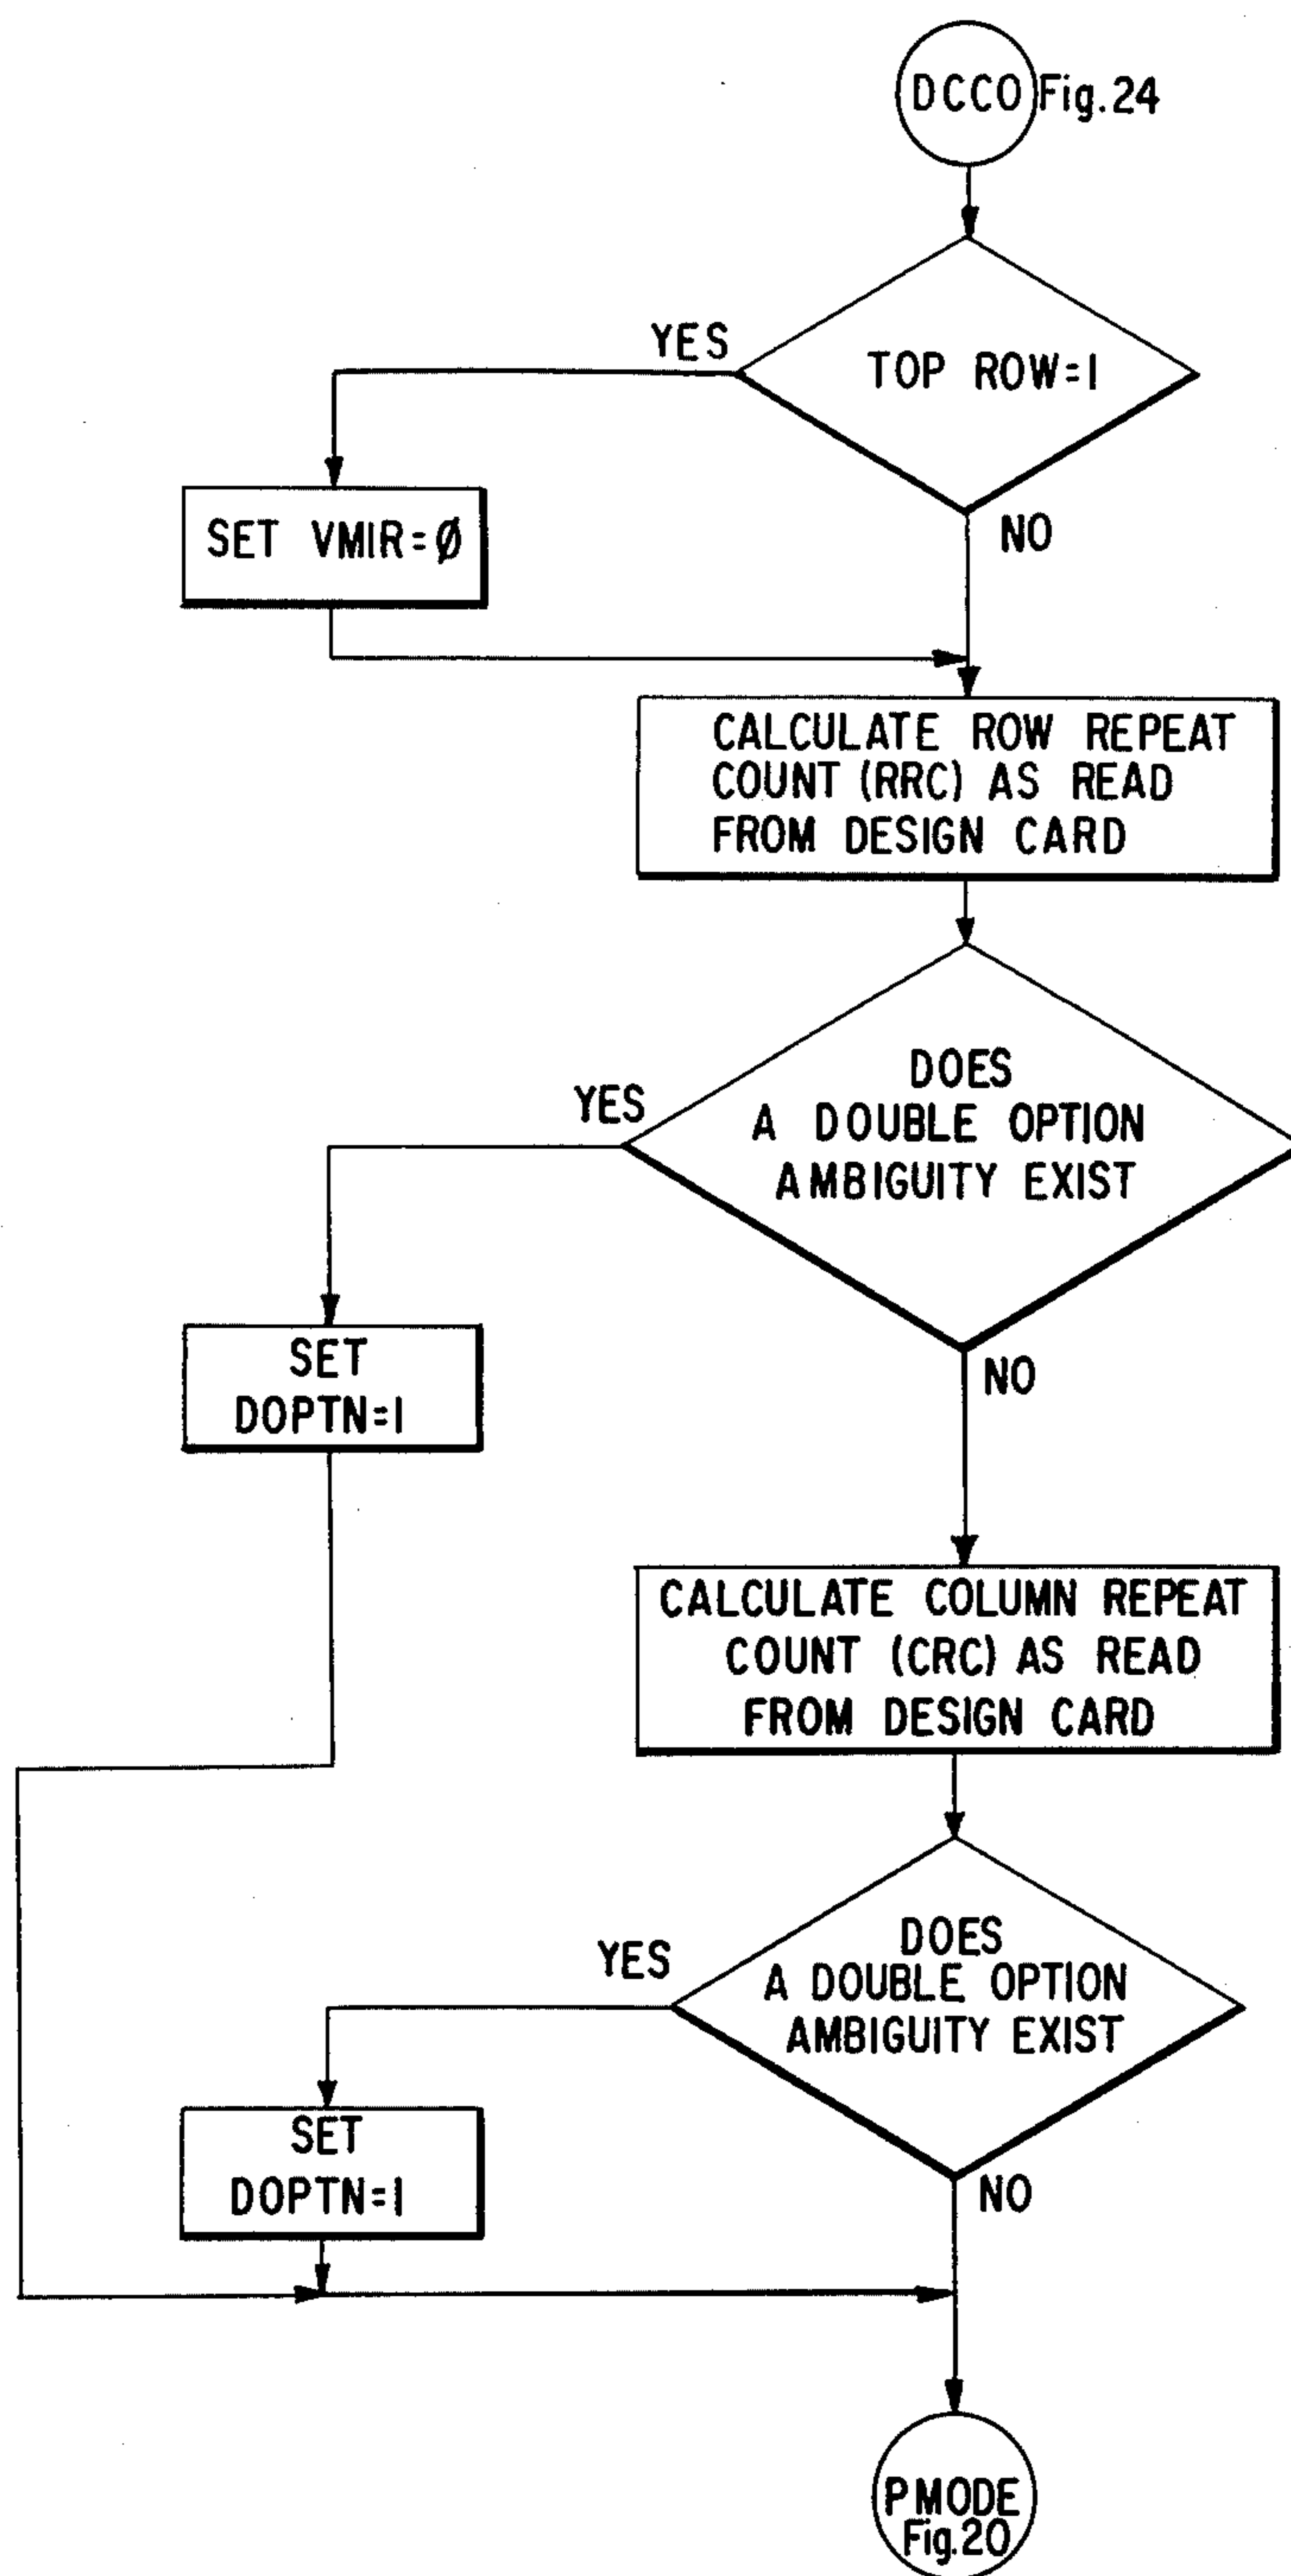 DCCO Fig.24
YES
TOP ROW=1
SET VMIR=Ø
NO
CALCULATE ROW REPEAT
COUNT (RRC) AS READ
FROM DESIGN CARD
DOES
YES
A DOUBLE OPTION
AMBIGUITY EXIST
SET
DOPTN=1
NO
CALCULATE COLUMN REPEAT
COUNT (CRC) AS READ
FROM DESIGN CARD
DOES
YES
A DOUBLE OPTION
AMBIGUITY EXIST
SET
DOPTN=1
NO
PMODE
Fig.20